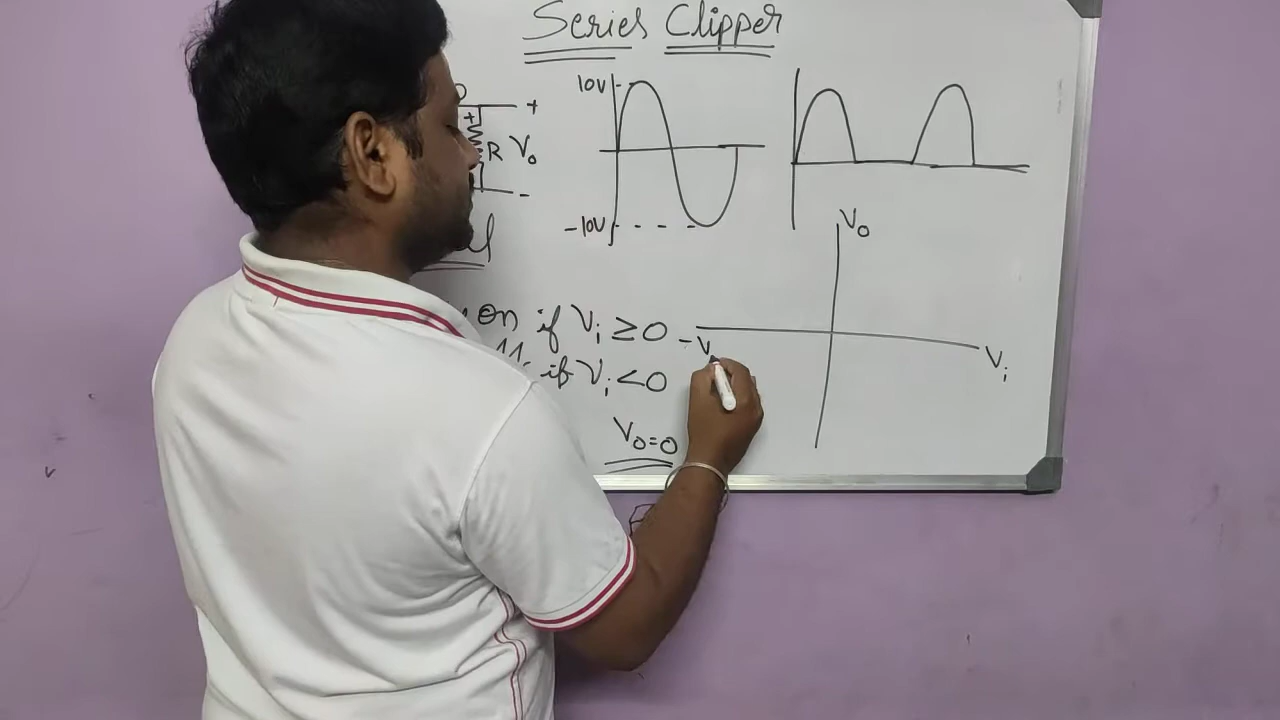 Series Clipper
10V
+
+
R V₀
-
-10V
V₀
on if Vᵢ ≥ 0
-V
Vᵢ
if Vᵢ < 0
V₀=0